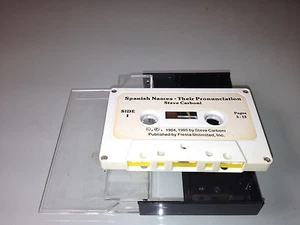 Spanish Names - Their Pronunciation
Steve Carboni
SIDE
1
Pages
1 - 13
©, ℗, 1984, 1985 by Steve Carboni
Published by Fiesta Unlimited, Inc.